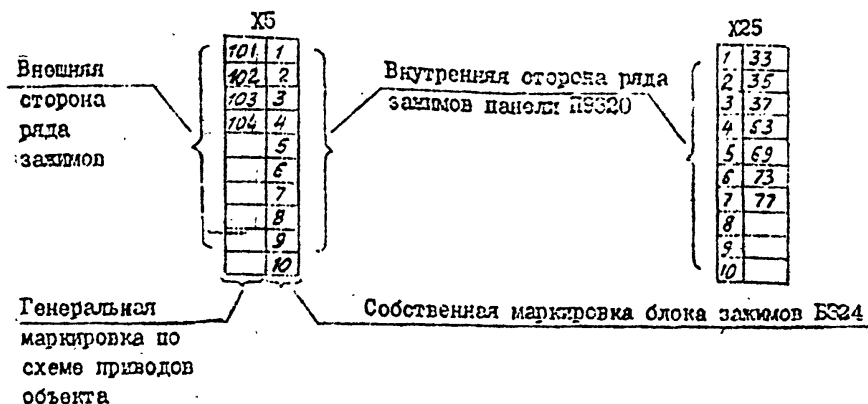 X5
101 1
102 2
103 3
104 4
5
6
7
8
9
10
Внешняя
сторона
ряда
зажимов
Внутренняя сторона ряда
зажимов панели П9320
X25
1 33
2 35
3 37
4 53
5 69
6 73
7 77
8
9
10
Генеральная
маркировка по
схеме приводов
объекта
Собственная маркировка блока зажимов БЗ24